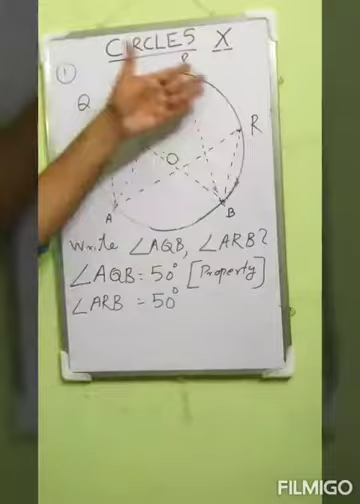 CIRCLES X
①
P
Q
R
O
A
B
Write ∠AQB, ∠ARB?
∠AQB = 50° [Property]
∠ARB = 50°
FILMIGO